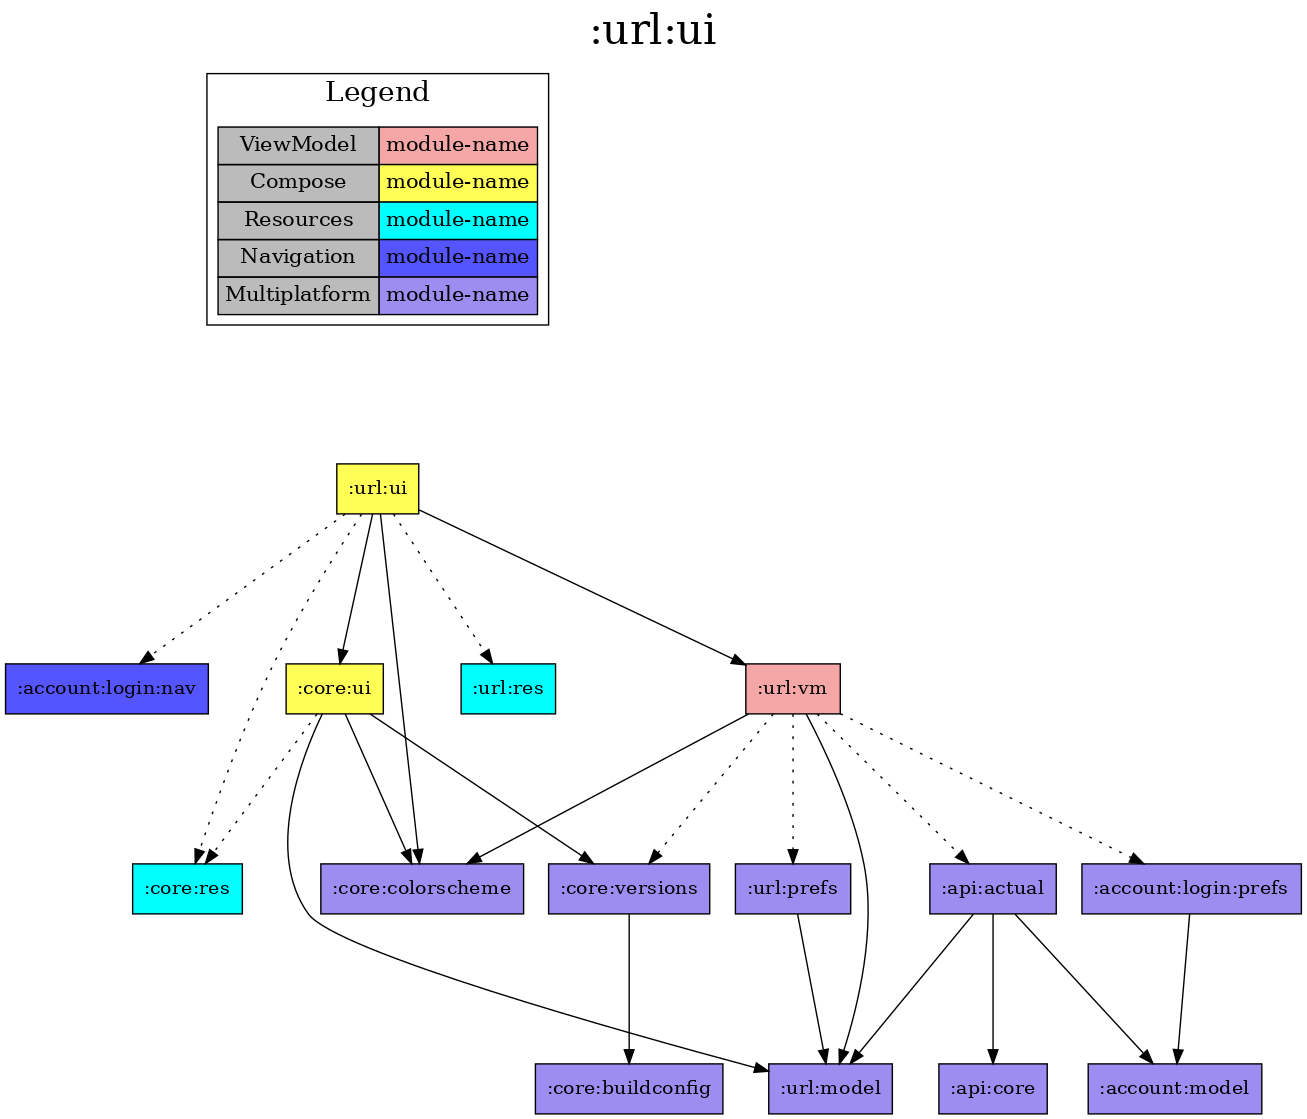 :url:ui
Legend
ViewModel module-name
Compose module-name
Resources module-name
Navigation module-name
Multiplatform module-name
:url:ui
:account:login:nav :core:ui :url:res :url:vm
:core:res :core:colorscheme :core:versions :url:prefs :api:actual :account:login:prefs
:core:buildconfig :url:model :api:core :account:model